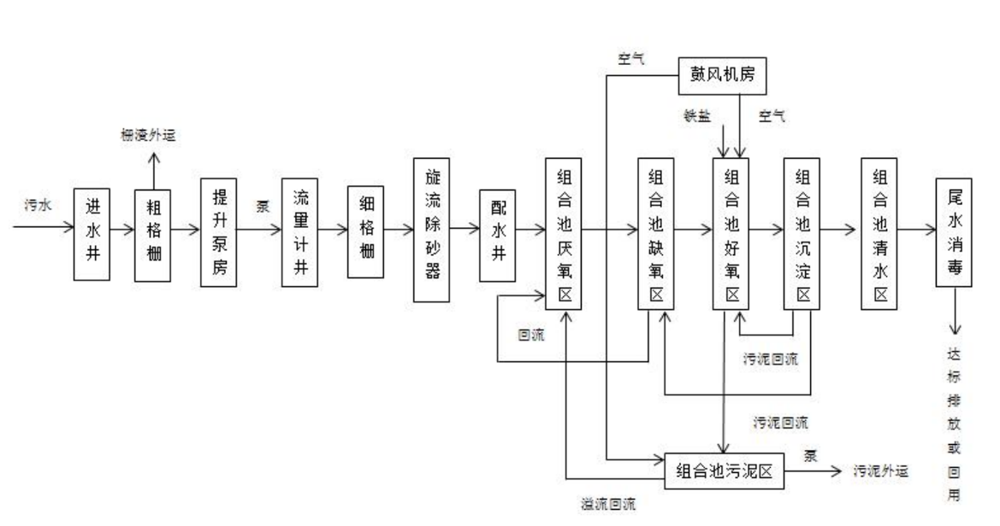 空气
鼓风机房
铁盐
空气
栅渣外运
污水
进水井
粗格栅
提升泵房
泵
流量计井
细格栅
旋流除砂器
配水井
组合池厌氧区
组合池缺氧区
组合池好氧区
组合池沉淀区
组合池清水区
尾水消毒
回流
污泥回流
污泥回流
达标排放或回用
组合池污泥区
泵
污泥外运
溢流回流